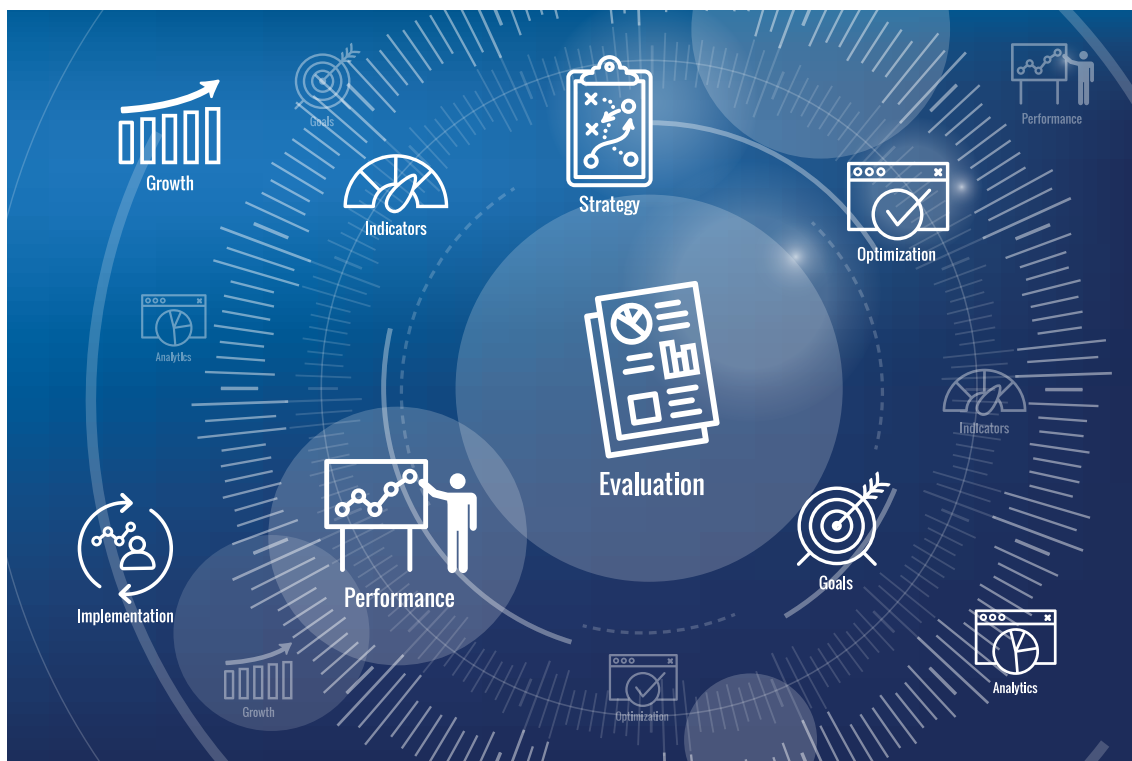 Goals
Performance
Growth
Strategy
Indicators
Optimization
Analytics
Indicators
Evaluation
Goals
Performance
Implementation
Analytics
Growth
Optimization